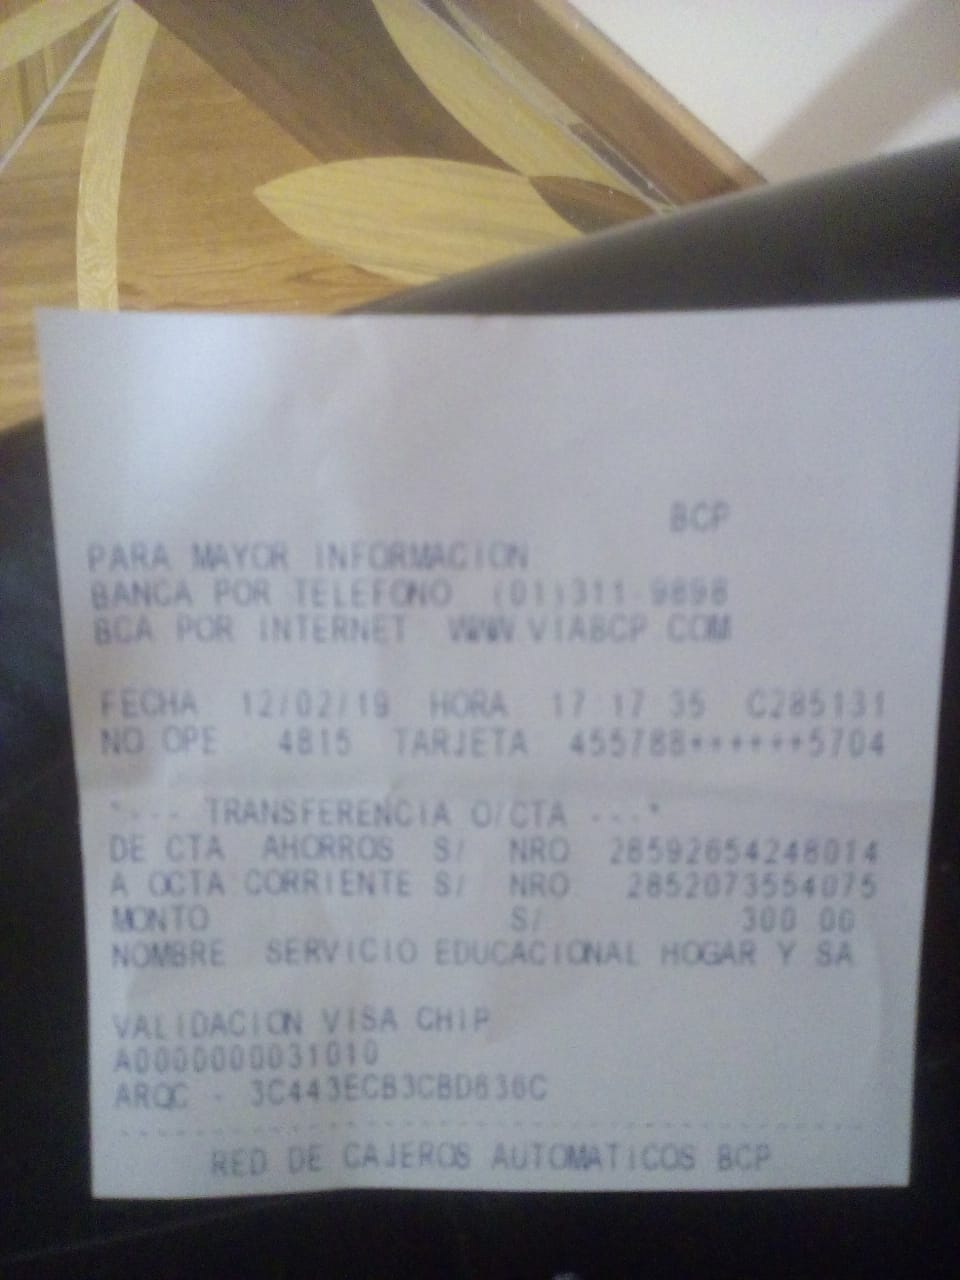 BCP
PARA MAYOR INFORMACION
BANCA POR TELEFONO (01)311-9898
BCA POR INTERNET WWW.VIABCP.COM
FECHA 12/02/19 HORA 17:17:35 C285131
NO OPE 4815 TARJETA 455788******5704
*--- TRANSFERENCIA O/CTA ---*
DE CTA AHORROS S/ NRO 28592654248014
A OCTA CORRIENTE S/ NRO 2852073554075
MONTO S/ 300.00
NOMBRE SERVICIO EDUCACIONAL HOGAR Y SA
VALIDACION VISA CHIP
A0000000031010
ARQC -
RED DE CAJEROS AUTOMATICOS BCP